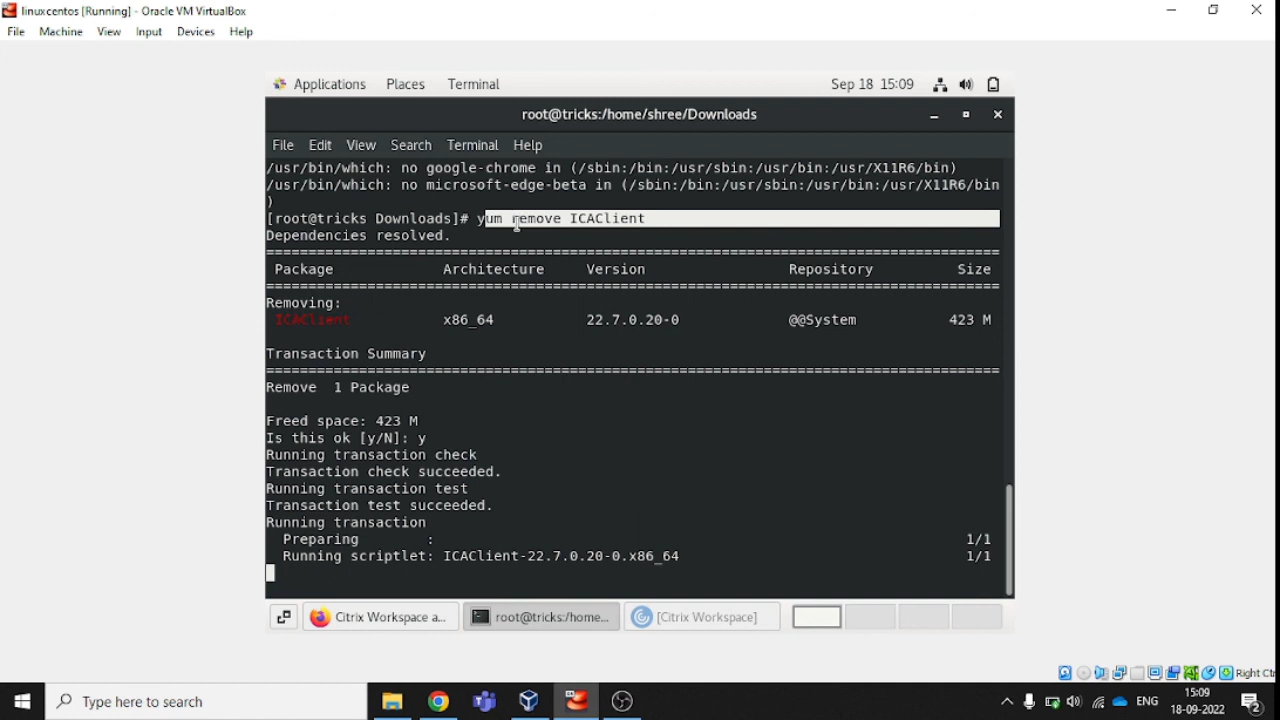 linuxcentos [Running] - Oracle VM VirtualBox
File Machine View Input Devices Help
Applications Places Terminal Sep 18 15:09
root@tricks:/home/shree/Downloads
File Edit View Search Terminal Help
/usr/bin/which: no google-chrome in (/sbin:/bin:/usr/sbin:/usr/bin:/usr/X11R6/bin)
/usr/bin/which: no microsoft-edge-beta in (/sbin:/bin:/usr/sbin:/usr/bin:/usr/X11R6/bin
)
[root@tricks Downloads]# yum remove ICAClient
Dependencies resolved.
================================================================================
Package Architecture Version Repository Size
================================================================================
Removing:
ICAClient x86_64 22.7.0.20-0 @@System 423 M
Transaction Summary
================================================================================
Remove 1 Package
Freed space: 423 M
Is this ok [y/N]: y
Running transaction check
Transaction check succeeded.
Running transaction test
Transaction test succeeded.
Running transaction
Preparing : 1/1
Running scriptlet: ICAClient-22.7.0.20-0.x86_64 1/1
Citrix Workspace a... root@tricks:/home... [Citrix Workspace]
Right Ctr
Type here to search
ENG
15:09
18-09-2022
2